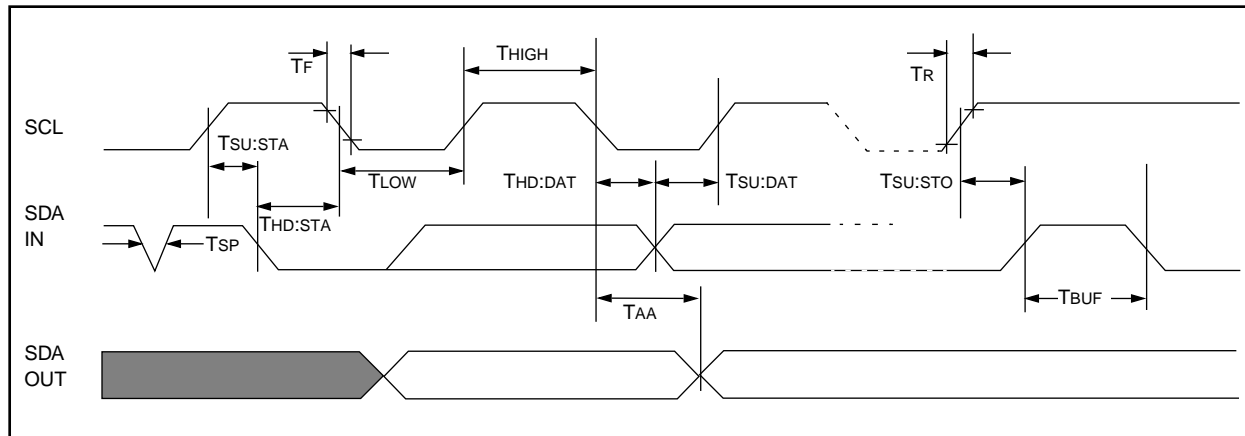 TF
THIGH
TR
SCL
TSU:STA
TLOW
THD:DAT
TSU:DAT
TSU:STO
SDA
IN
THD:STA
TSP
TAA
TBUF
SDA
OUT